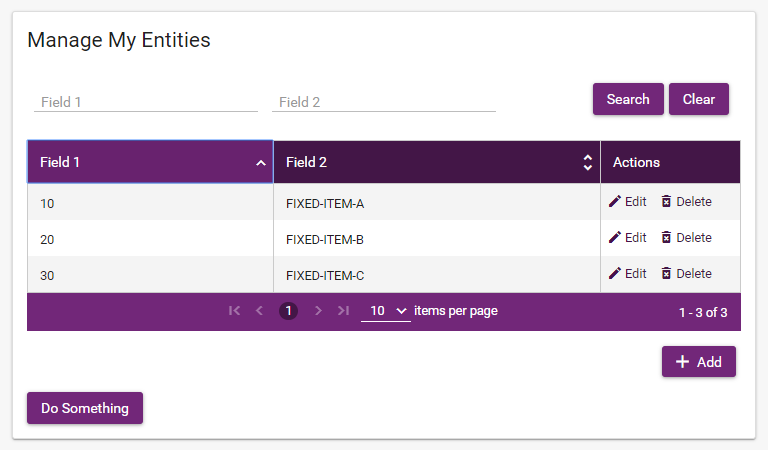 Manage My Entities
Field 1 Field 2 Search Clear
Field 1 Field 2 Actions
10 FIXED-ITEM-A Edit Delete
20 FIXED-ITEM-B Edit Delete
30 FIXED-ITEM-C Edit Delete
1 10 items per page 1 - 3 of 3
Add
Do Something